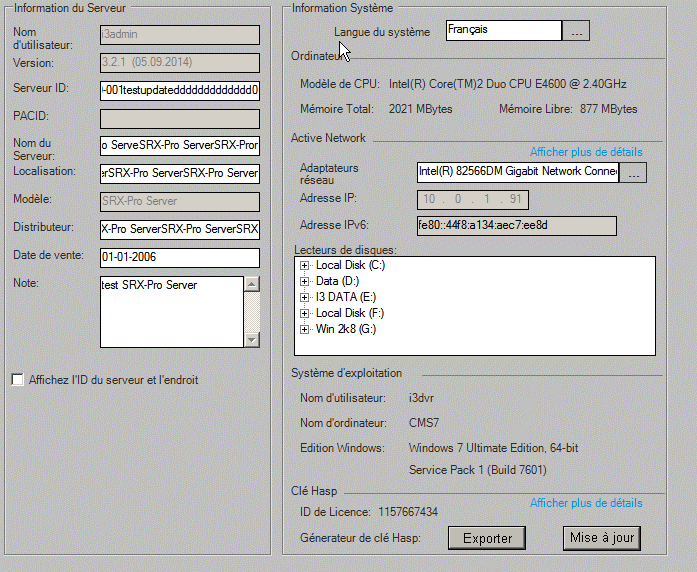 Information du Serveur
Nom d'utilisateur: i3admin
Version: 3.2.1 (05.09.2014)
Serveur ID: -001testupdateddddddddddddd0
PACID:
Nom du Serveur: o ServeSRX-Pro ServerSRX-Pror
Localisation: erSRX-Pro ServerSRX-Pro Server
Modèle: SRX-Pro Server
Distributeur: X-Pro ServerSRX-Pro ServerSRX
Date de vente: 01-01-2006
Note: test SRX-Pro Server
Affichez l'ID du serveur et l'endroit
Information Système
Langue du système Français ...
Ordinateur
Modèle de CPU: Intel(R) Core(TM)2 Duo CPU E4600 @ 2.40GHz
Mémoire Total: 2021 MBytes Mémoire Libre: 877 MBytes
Active Network
Afficher plus de détails
Adaptateurs réseau Intel(R) 82566DM Gigabit Network Connec ...
Adresse IP: 10 . 0 . 1 . 91
Adresse IPv6: fe80::44f8:a134:aec7:ee8d
Lecteurs de disques:
Local Disk (C:)
Data (D:)
I3 DATA (E:)
Local Disk (F:)
Win 2k8 (G:)
Système d'exploitation
Nom d'utilisateur: i3dvr
Nom d'ordinateur: CMS7
Edition Windows: Windows 7 Ultimate Edition, 64-bit
Service Pack 1 (Build 7601)
Clé Hasp
Afficher plus de détails
ID de Licence: 1157667434
Génerateur de clé Hasp: Exporter Mise à jour